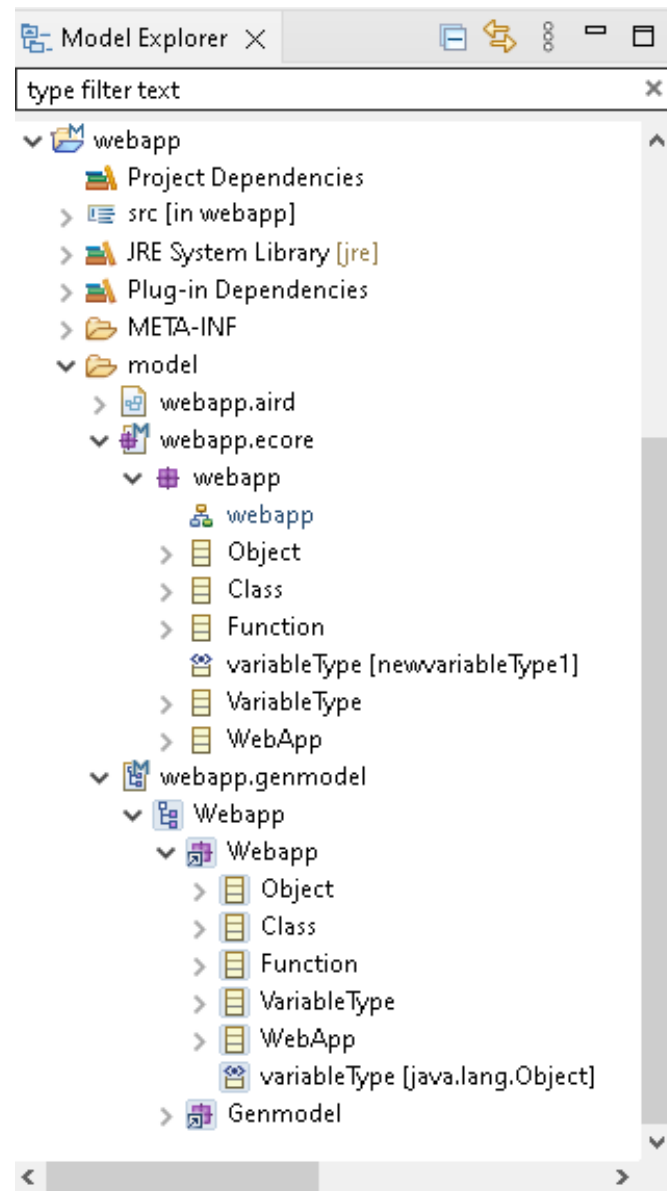 Model Explorer
type filter text
webapp
Project Dependencies
src [in webapp]
JRE System Library [jre]
Plug-in Dependencies
META-INF
model
webapp.aird
webapp.ecore
webapp
webapp
Object
Class
Function
variableType [newvariableType1]
VariableType
WebApp
webapp.genmodel
Webapp
Webapp
Object
Class
Function
VariableType
WebApp
variableType [java.lang.Object]
Genmodel